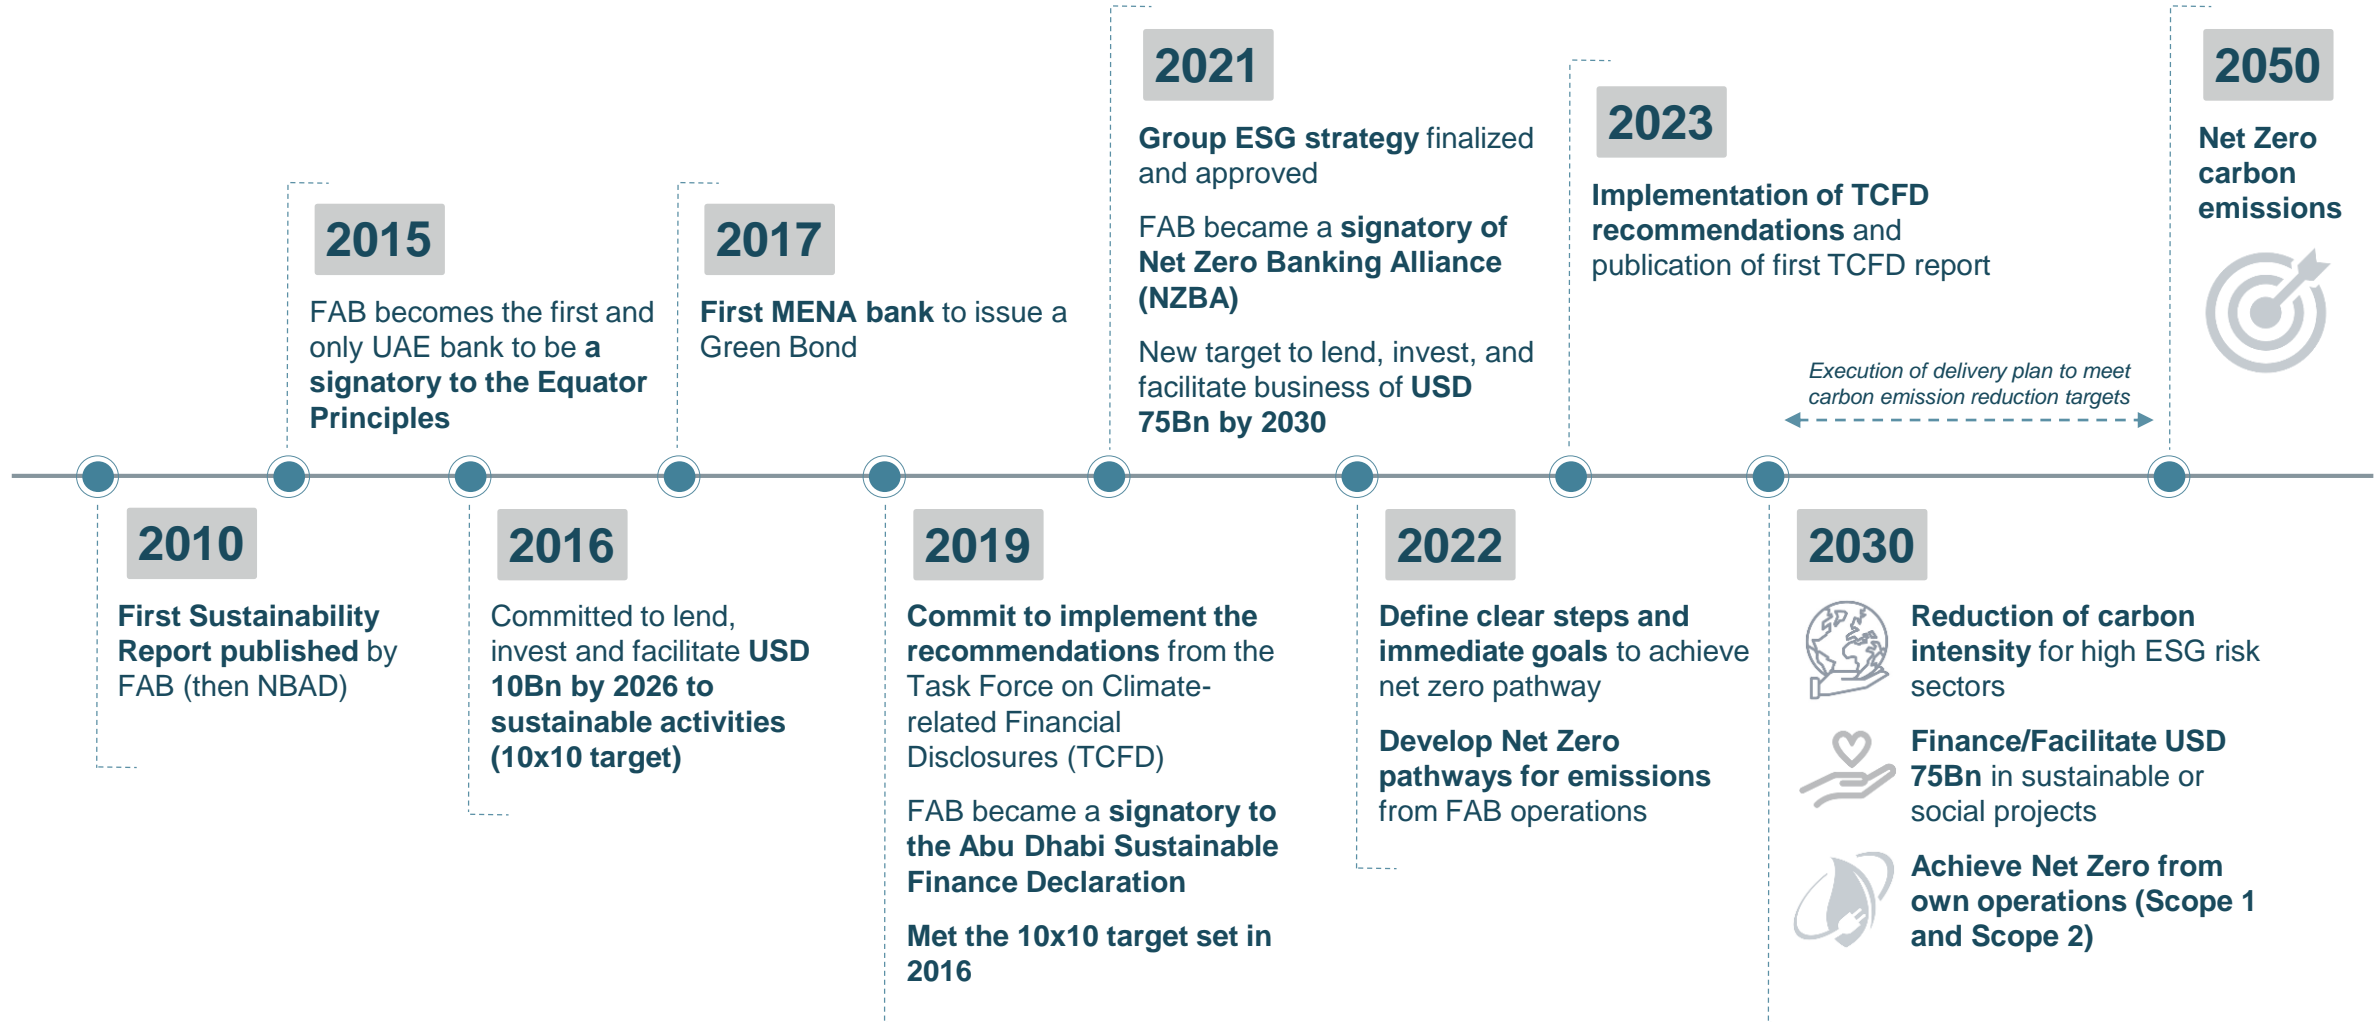 2010
First Sustainability
Report published by
FAB (then NBAD)
2015
FAB becomes the first and
only UAE bank to be a
signatory to the Equator
Principles
2016
Committed to lend,
invest and facilitate USD
10Bn by 2026 to
sustainable activities
(10x10 target)
2017
First MENA bank to issue a
Green Bond
2019
Commit to implement the
recommendations from the
Task Force on Climate-
related Financial
Disclosures (TCFD)
FAB became a signatory to
the Abu Dhabi Sustainable
Finance Declaration
Met the 10x10 target set in
2016
2021
Group ESG strategy finalized
and approved
FAB became a signatory of
Net Zero Banking Alliance
(NZBA)
New target to lend, invest, and
facilitate business of USD
75Bn by 2030
2022
Define clear steps and
immediate goals to achieve
net zero pathway
Develop Net Zero
pathways for emissions
from FAB operations
2023
Implementation of TCFD
recommendations and
publication of first TCFD report
2030
Reduction of carbon
intensity for high ESG risk
sectors
Finance/Facilitate USD
75Bn in sustainable or
social projects
Achieve Net Zero from
own operations (Scope 1
and Scope 2)
Execution of delivery plan to meet
carbon emission reduction targets
2050
Net Zero
carbon
emissions